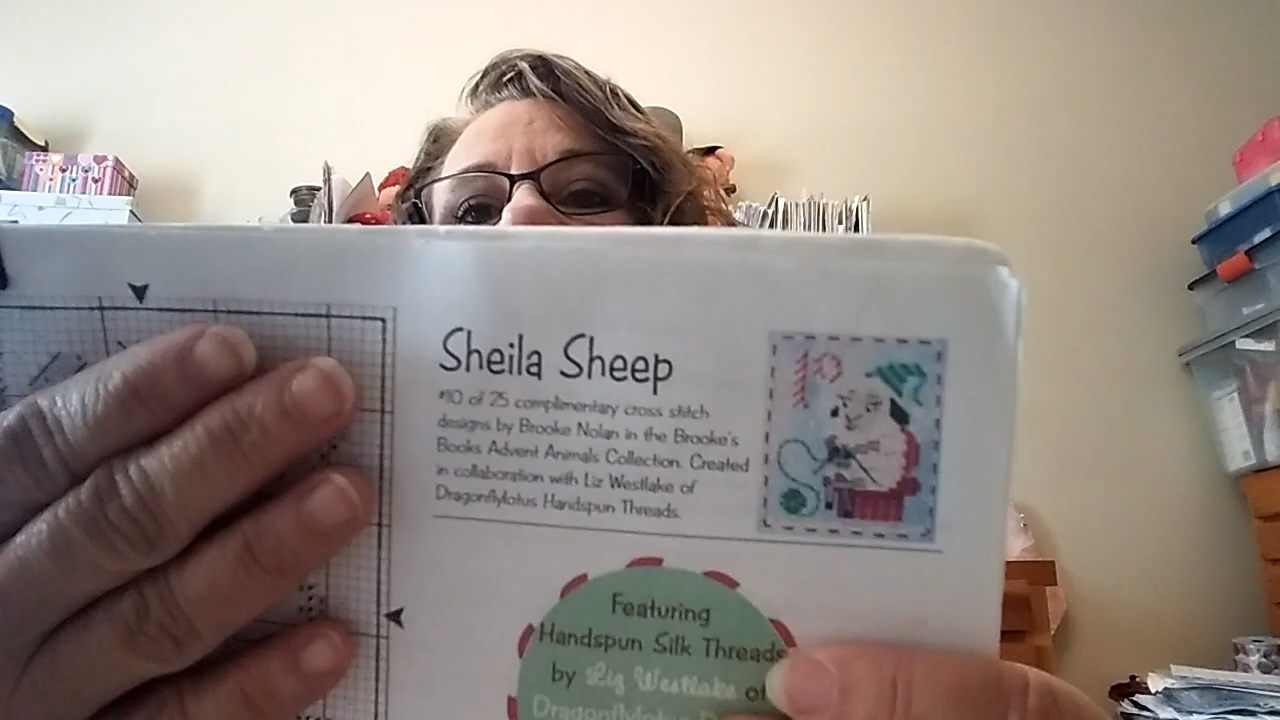 Sheila Sheep
#10 of 25 complimentary cross stitch
designs by Brooke Nolan in the Brooke's
Books Advent Animals Collection. Created
in collaboration with Liz Westlake of
Dragonflylotus Handspun Threads.
10
Featuring
Handspun Silk Threads
by Liz Westlake of
Dragonflylotus